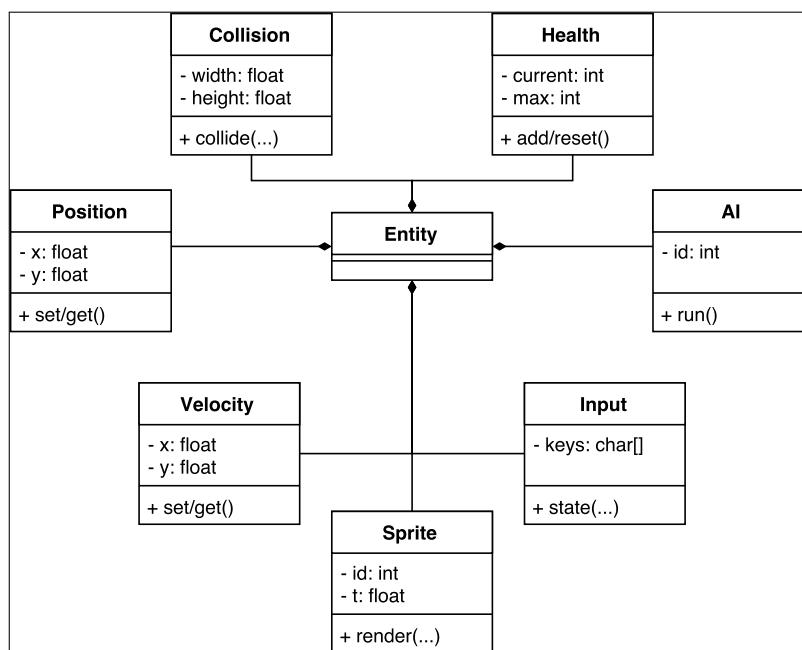 Collision
- width: float
- height: float
+ collide(...)
Health
- current: int
- max: int
+ add/reset()
Position
- x: float
- y: float
+ set/get()
Entity
AI
- id: int
+ run()
Velocity
- x: float
- y: float
+ set/get()
Input
- keys: char[]
+ state(...)
Sprite
- id: int
- t: float
+ render(...)